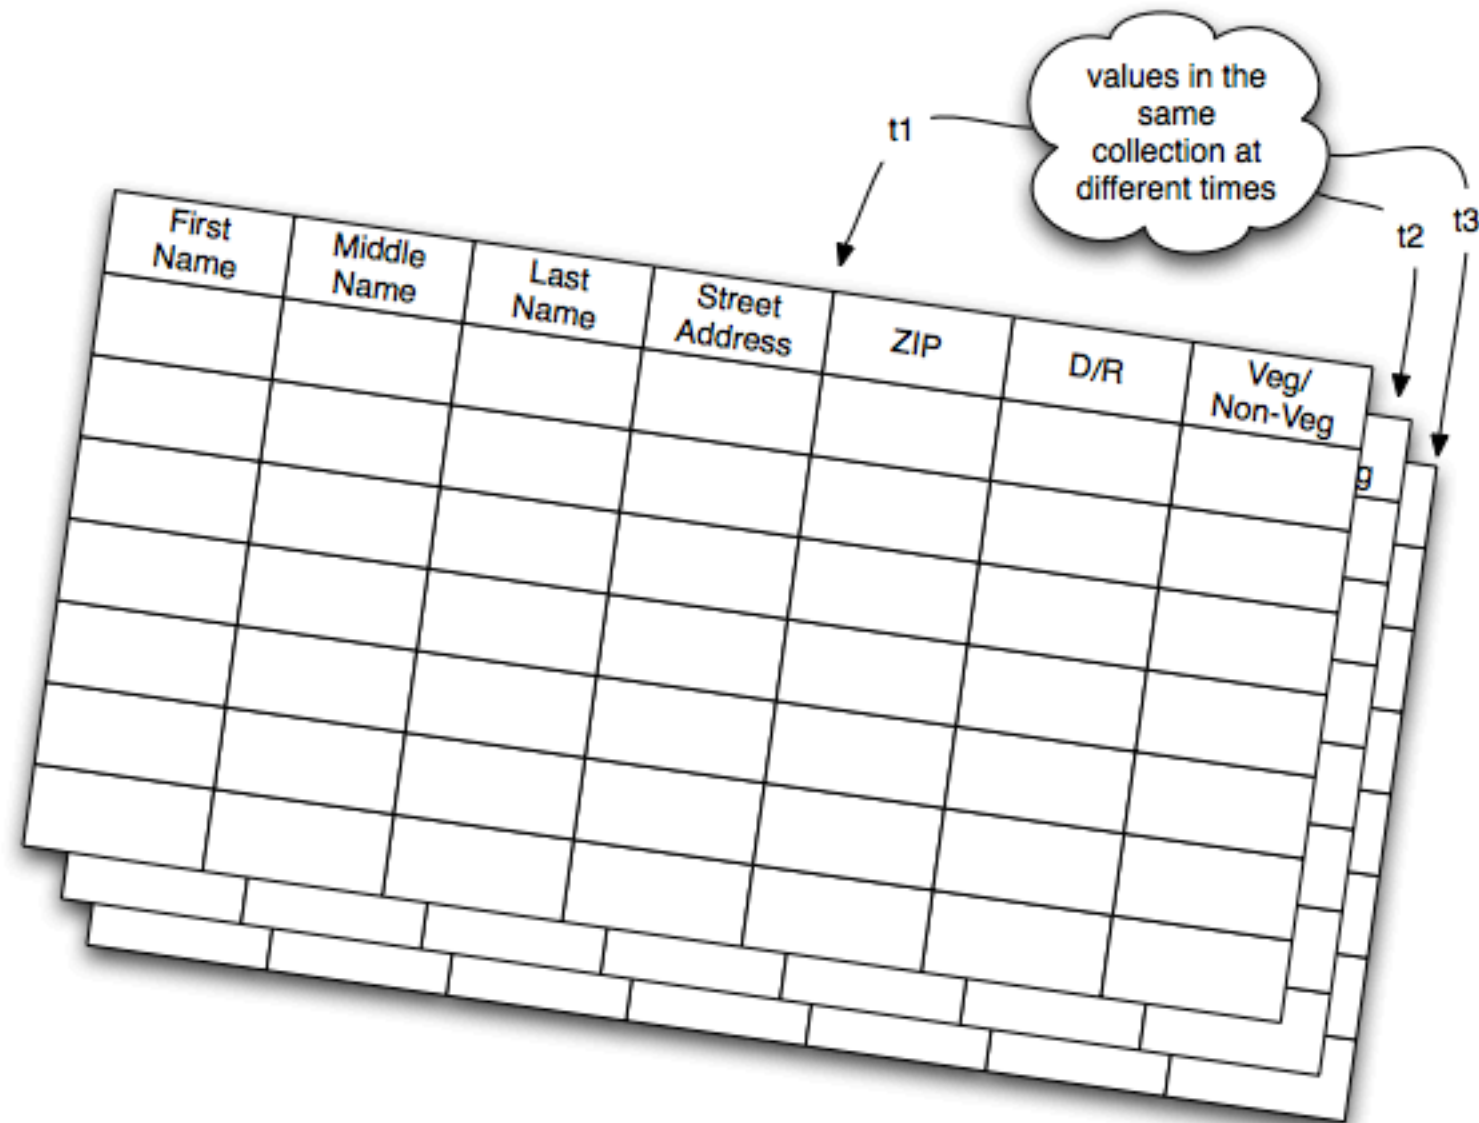 values in the
same
collection at
different times
t1
t2
t3
First
Name
Middle
Name
Last
Name
Street
Address
ZIP
D/R
Veg/
Non-Veg
g